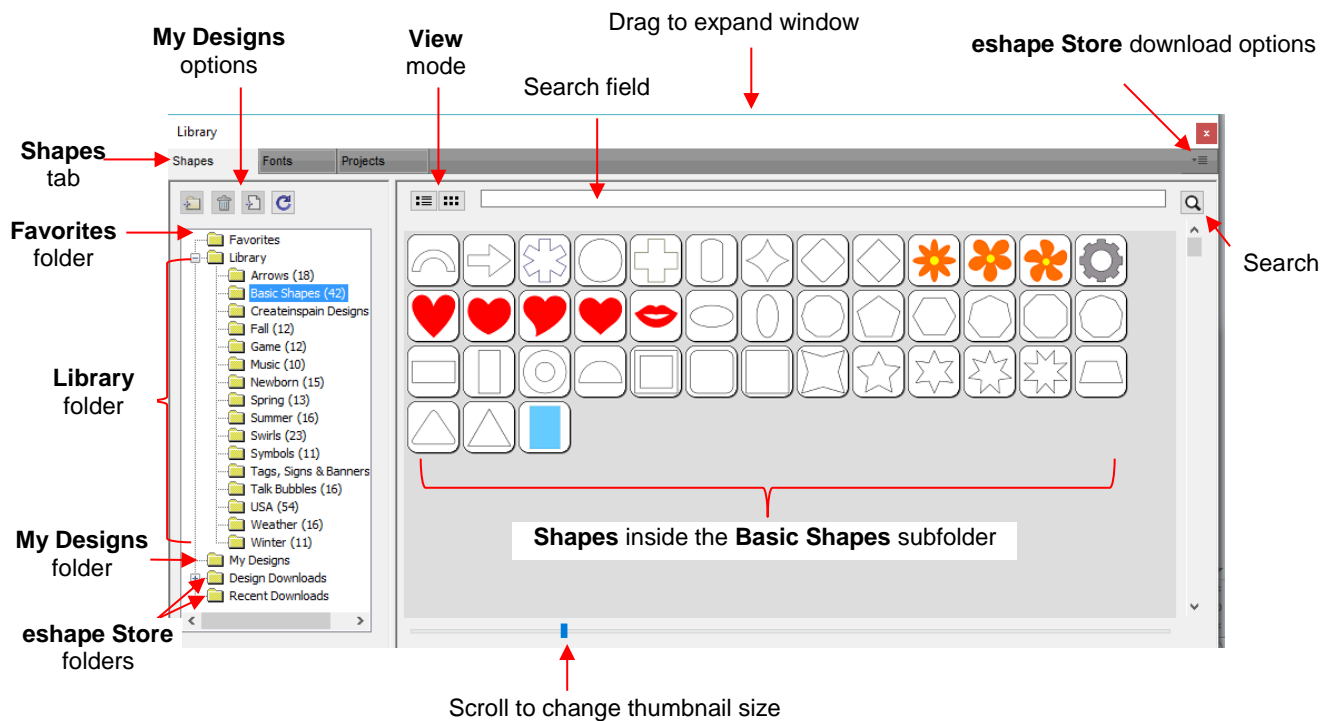 Drag to expand window
My Designs
options
View
mode
eshape Store download options
Search field
Library
x
Shapes
tab
Shapes
Fonts
Projects
Favorites
folder
Favorites
Library
Arrows (18)
Basic Shapes (42)
Createinspain Designs
Fall (12)
Game (12)
Music (10)
Newborn (15)
Spring (13)
Summer (16)
Swirls (23)
Symbols (11)
Tags, Signs & Banners
Talk Bubbles (16)
USA (54)
Weather (16)
Winter (11)
My Designs
Design Downloads
Recent Downloads
Search
Library
folder
Shapes inside the Basic Shapes subfolder
My Designs
folder
eshape Store
folders
Scroll to change thumbnail size